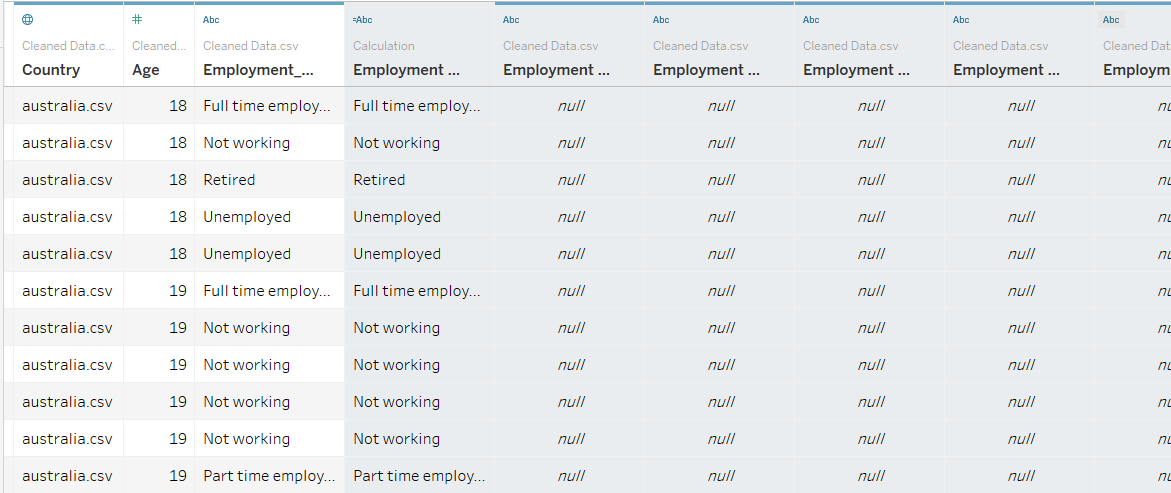 # Abc =Abc Abc Abc Abc Abc Abc
Cleaned Data.c... Cleaned... Cleaned Data.csv Calculation Cleaned Data.csv Cleaned Data.csv Cleaned Data.csv Cleaned Data.csv Cleaned Dat
Country Age Employment_... Employment ... Employment ... Employment ... Employment ... Employment ... Employm
australia.csv 18 Full time employ... Full time employ... null null null null nu
australia.csv 18 Not working Not working null null null null nu
australia.csv 18 Retired Retired null null null null nu
australia.csv 18 Unemployed Unemployed null null null null nu
australia.csv 18 Unemployed Unemployed null null null null nu
australia.csv 19 Full time employ... Full time employ... null null null null nu
australia.csv 19 Not working Not working null null null null nu
australia.csv 19 Not working Not working null null null null nu
australia.csv 19 Not working Not working null null null null nu
australia.csv 19 Not working Not working null null null null nu
australia.csv 19 Part time employ... Part time employ... null null null null nu